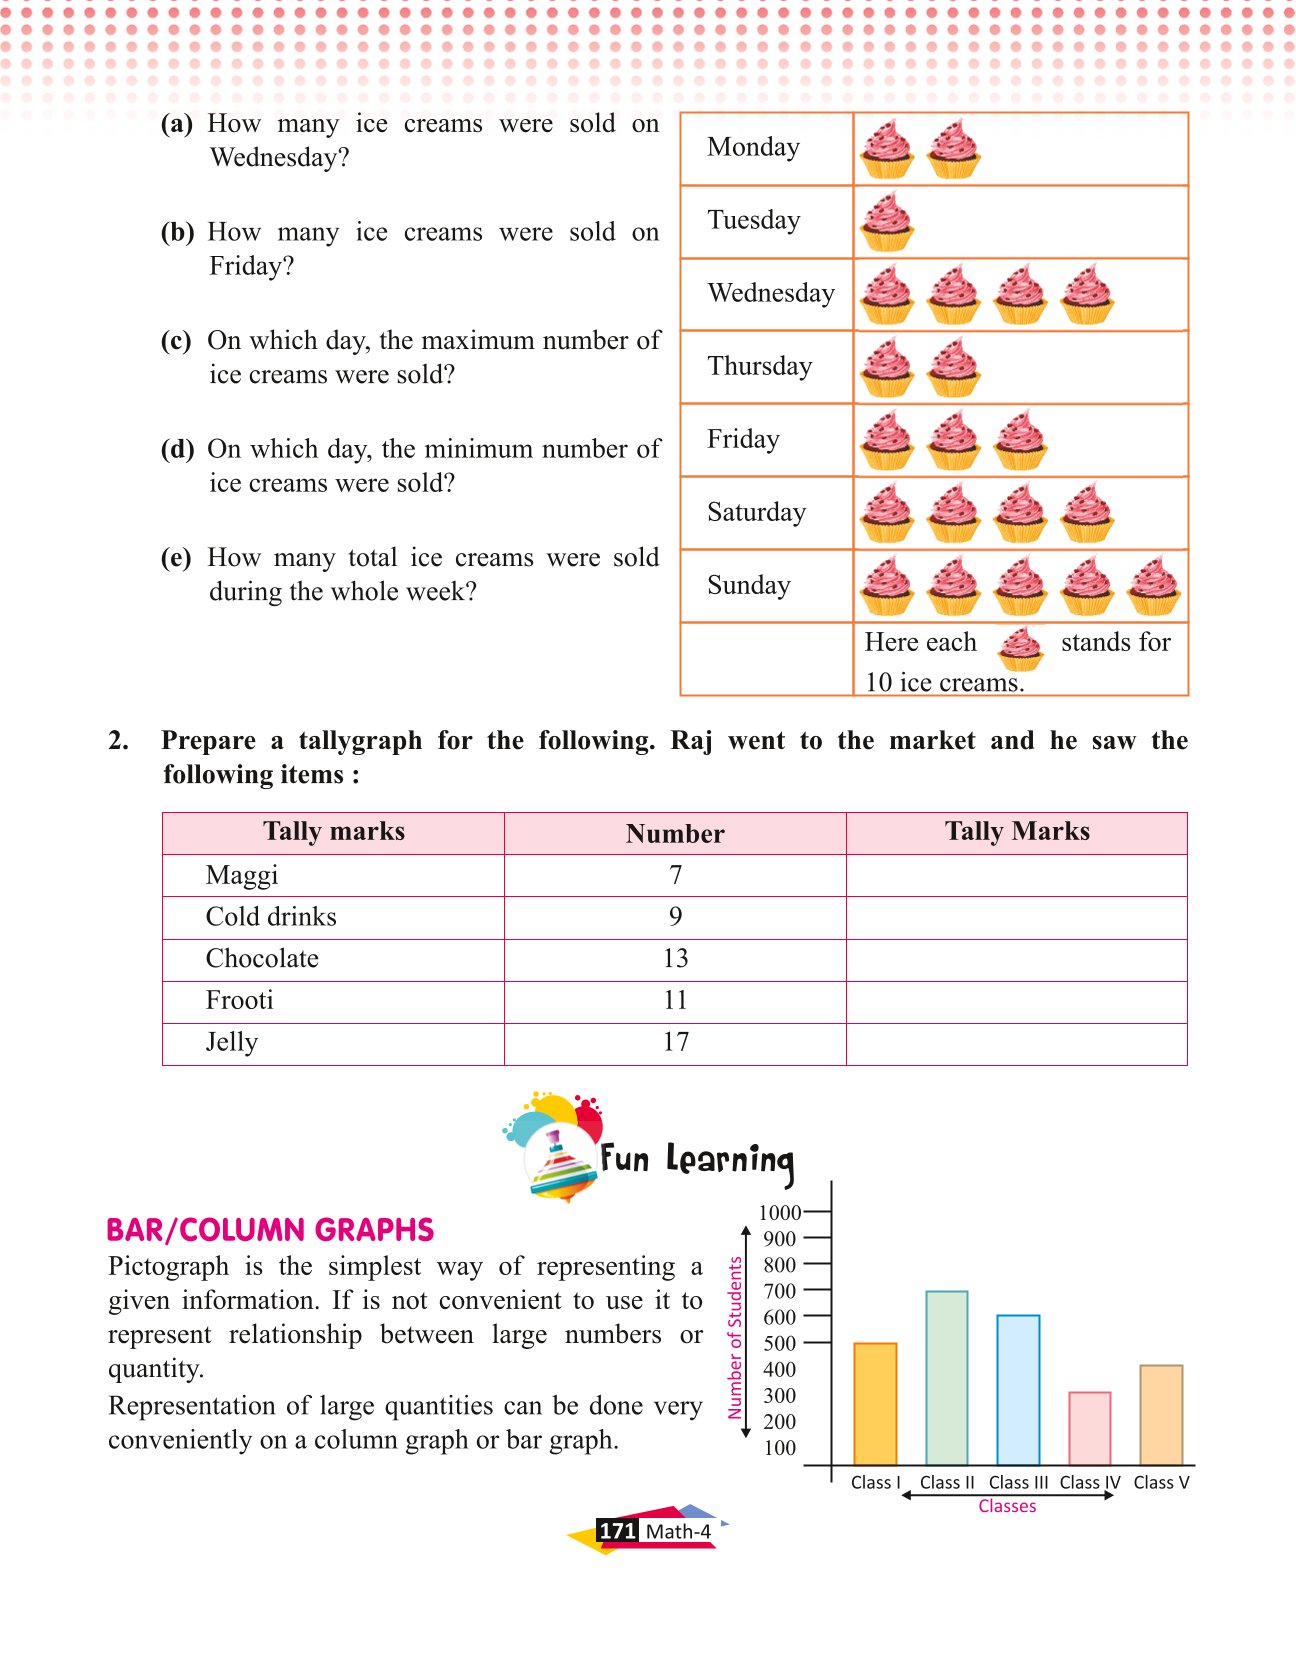 (a) How many ice creams were sold on
Wednesday?
(b) How many ice creams were sold on
Friday?
(c) On which day, the maximum number of
ice creams were sold?
(d) On which day, the minimum number of
ice creams were sold?
(e) How many total ice creams were sold
during the whole week?
Monday
Tuesday
Wednesday
Thursday
Friday
Saturday
Sunday
Here each stands for
10 ice creams.
2. Prepare a tallygraph for the following. Raj went to the market and he saw the
following items :
Tally marks Number Tally Marks
Maggi 7
Cold drinks 9
Chocolate 13
Frooti 11
Jelly 17
Fun Learning
BAR/COLUMN GRAPHS
Pictograph is the simplest way of representing a
given information. If is not convenient to use it to
represent relationship between large numbers or
quantity.
Representation of large quantities can be done very
conveniently on a column graph or bar graph.
Number of Students
1000
900
800
700
600
500
400
300
200
100
Class I Class II Class III Class IV Class V
Classes
171 Math-4